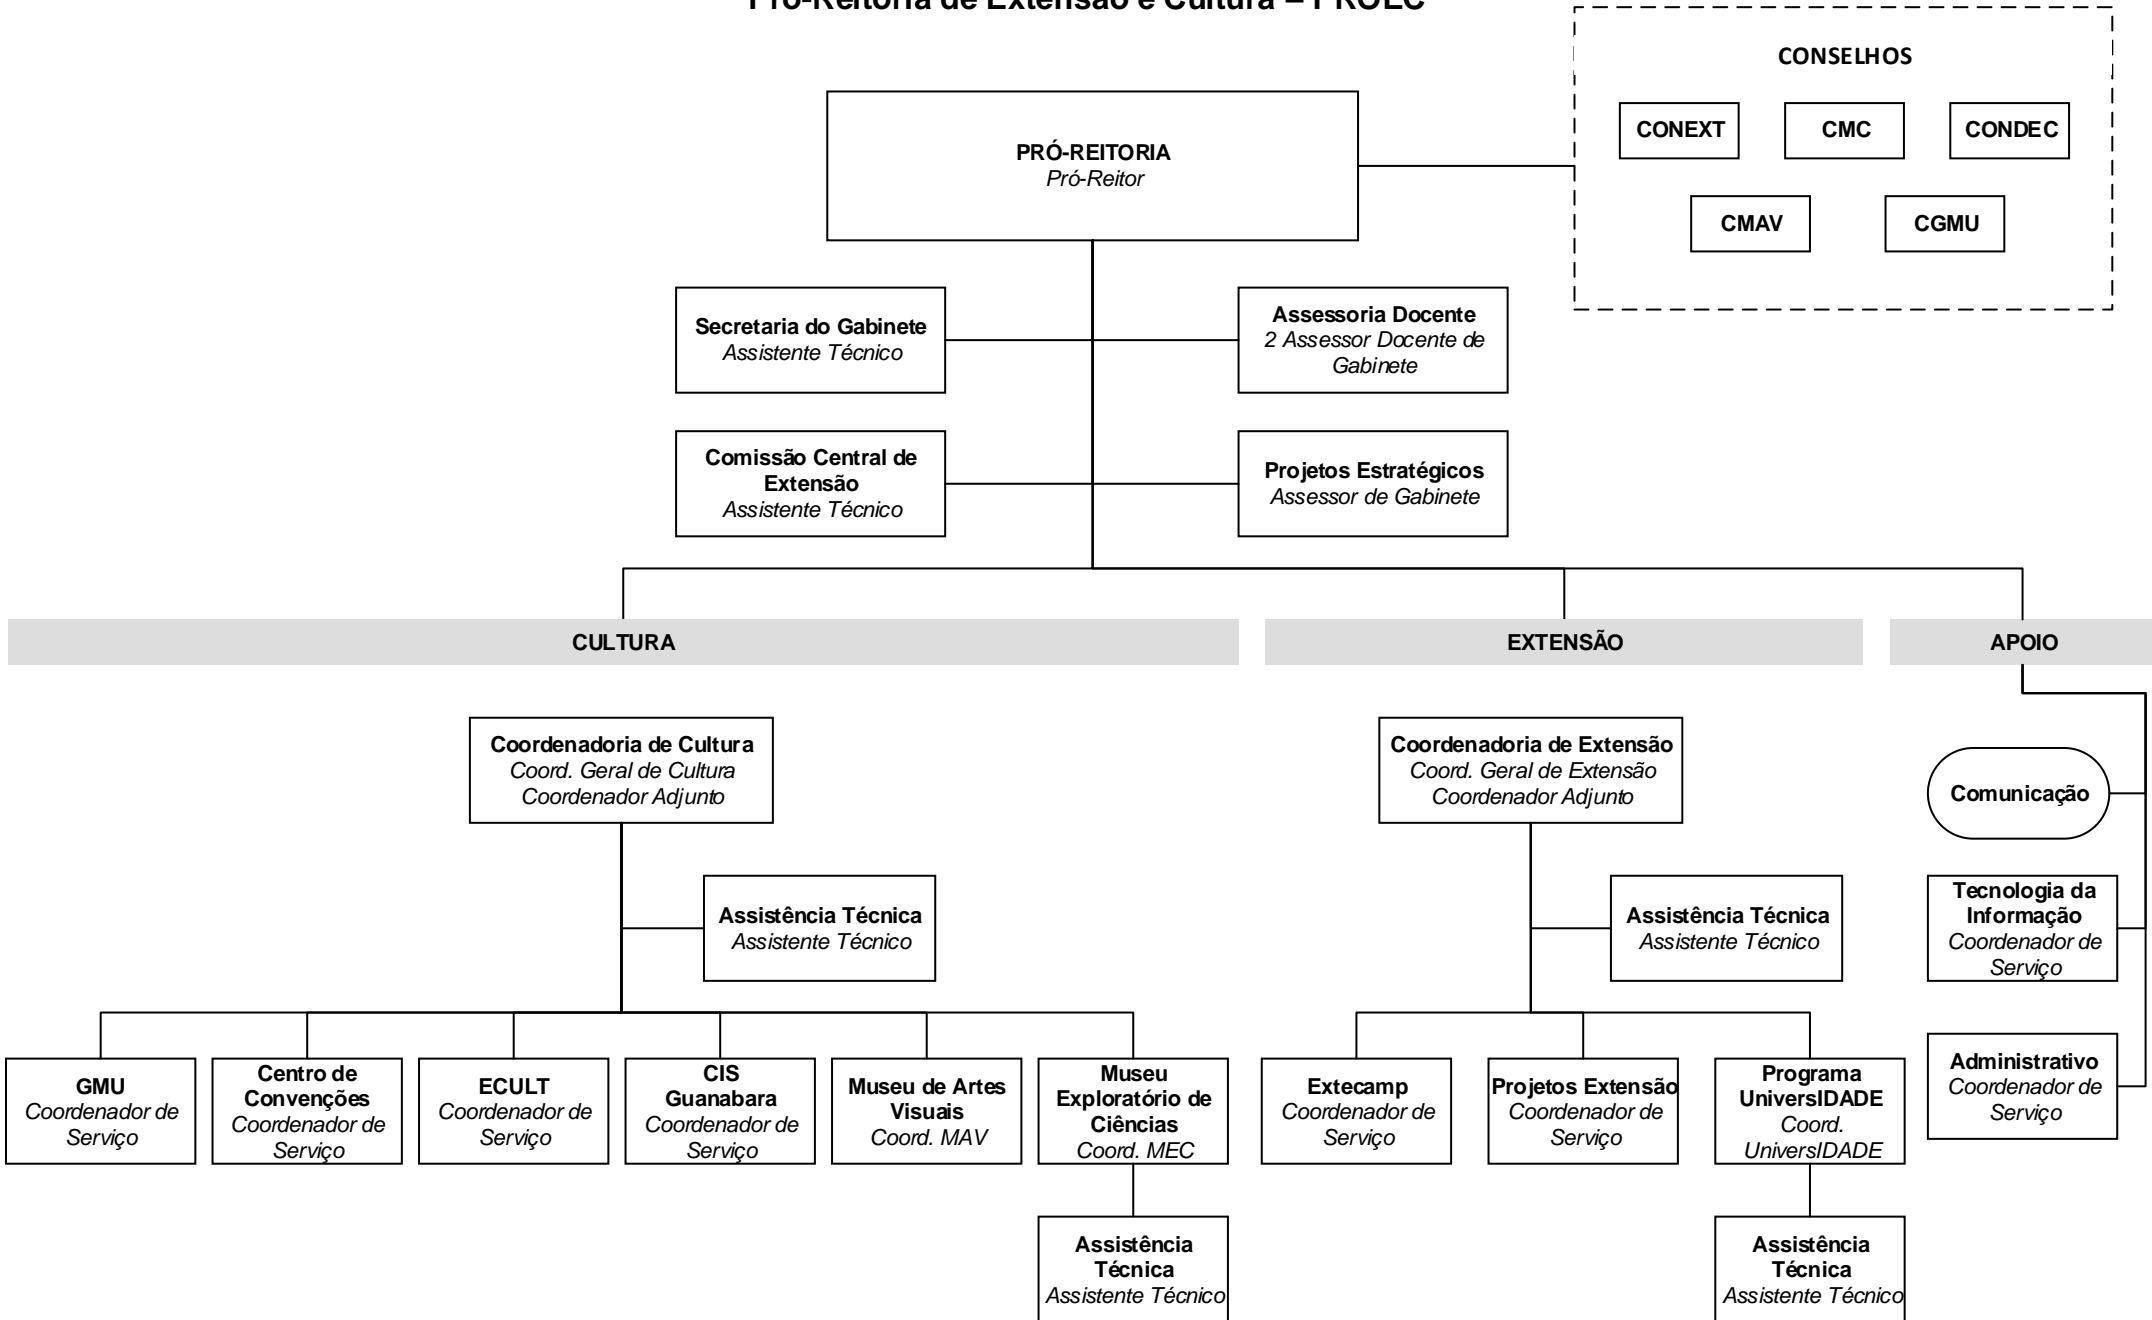 Pró-Reitoria de Extensão e Cultura – PROEC
CONSELHOS
CONEXT
CMC
CONDEC
CMAV
CGMU
PRÓ-REITORIA
Pró-Reitor
Secretaria do Gabinete
Assistente Técnico
Assessoria Docente
2 Assessor Docente de
Gabinete
Comissão Central de
Extensão
Assistente Técnico
Projetos Estratégicos
Assessor de Gabinete
CULTURA
EXTENSÃO
APOIO
Coordenadoria de Cultura
Coord. Geral de Cultura
Coordenador Adjunto
Coordenadoria de Extensão
Coord. Geral de Extensão
Coordenador Adjunto
Comunicação
Assistência Técnica
Assistente Técnico
Assistência Técnica
Assistente Técnico
Tecnologia da
Informação
Coordenador de
Serviço
GMU
Coordenador de
Serviço
Centro de
Convenções
Coordenador de
Serviço
ECULT
Coordenador de
Serviço
CIS
Guanabara
Coordenador de
Serviço
Museu de Artes
Visuais
Coord. MAV
Museu
Exploratório de
Ciências
Coord. MEC
Extecamp
Coordenador de
Serviço
Projetos Extensão
Coordenador de
Serviço
Programa
UniversIDADE
Coord.
UniversIDADE
Administrativo
Coordenador de
Serviço
Assistência
Técnica
Assistente Técnico
Assistência
Técnica
Assistente Técnico